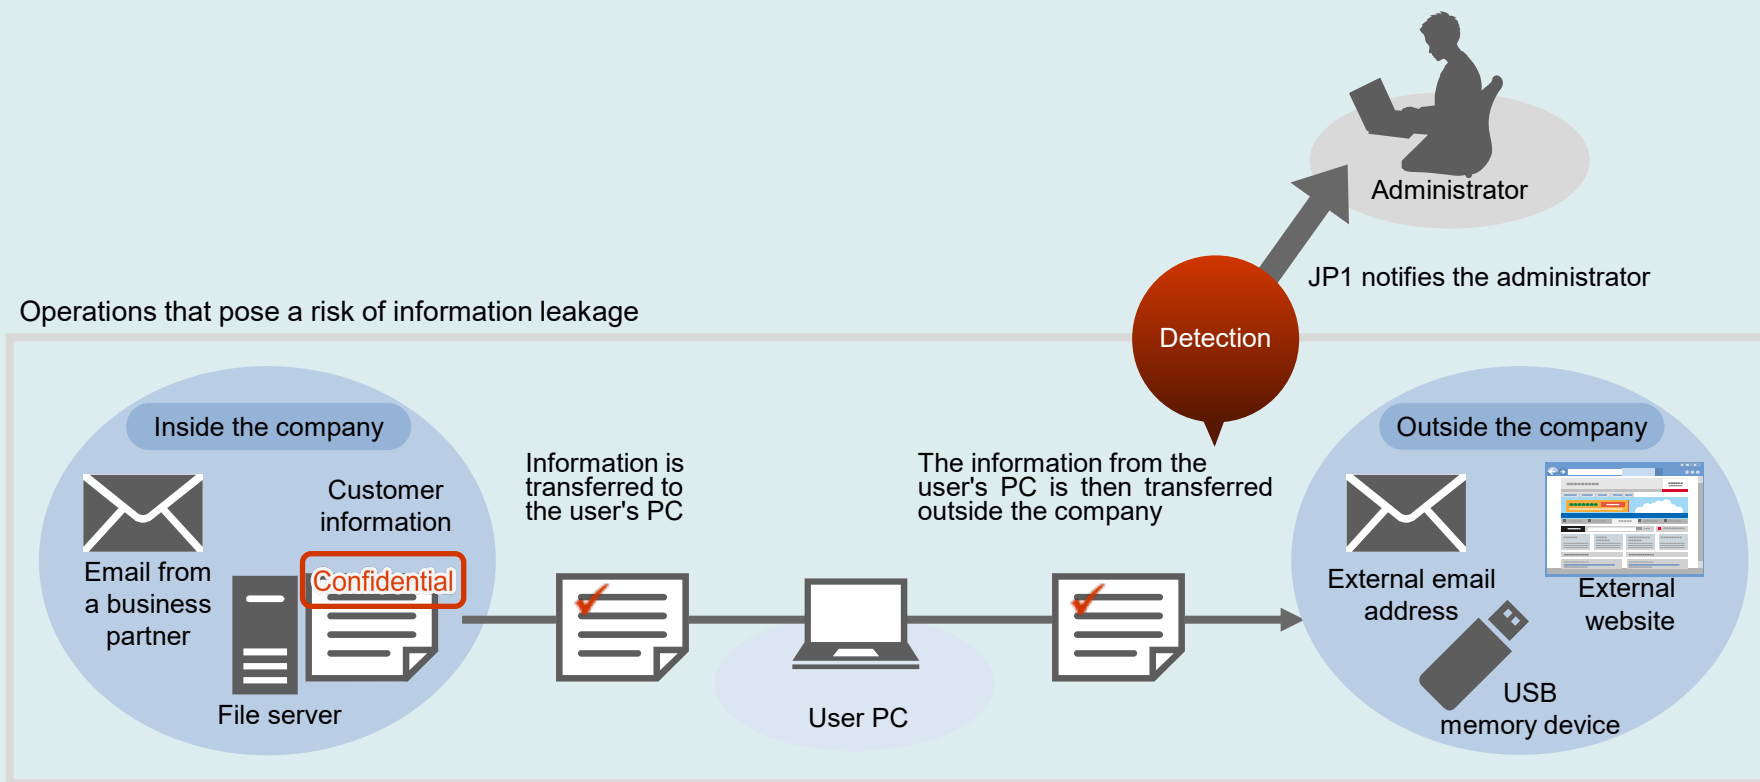 Administrator
JP1 notifies the administrator
Operations that pose a risk of information leakage
Detection
Inside the company
Customer
information
Confidential
Email from
a business
partner
File server
Information is
transferred to
the user's PC
User PC
The information from the
user's PC is then transferred
outside the company
Outside the company
External email
address
External
website
USB
memory device